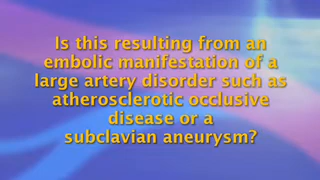 Is this resulting from an
embolic manifestation of a
large artery disorder such as
atherosclerotic occlusive
disease or a
subclavian aneurysm?